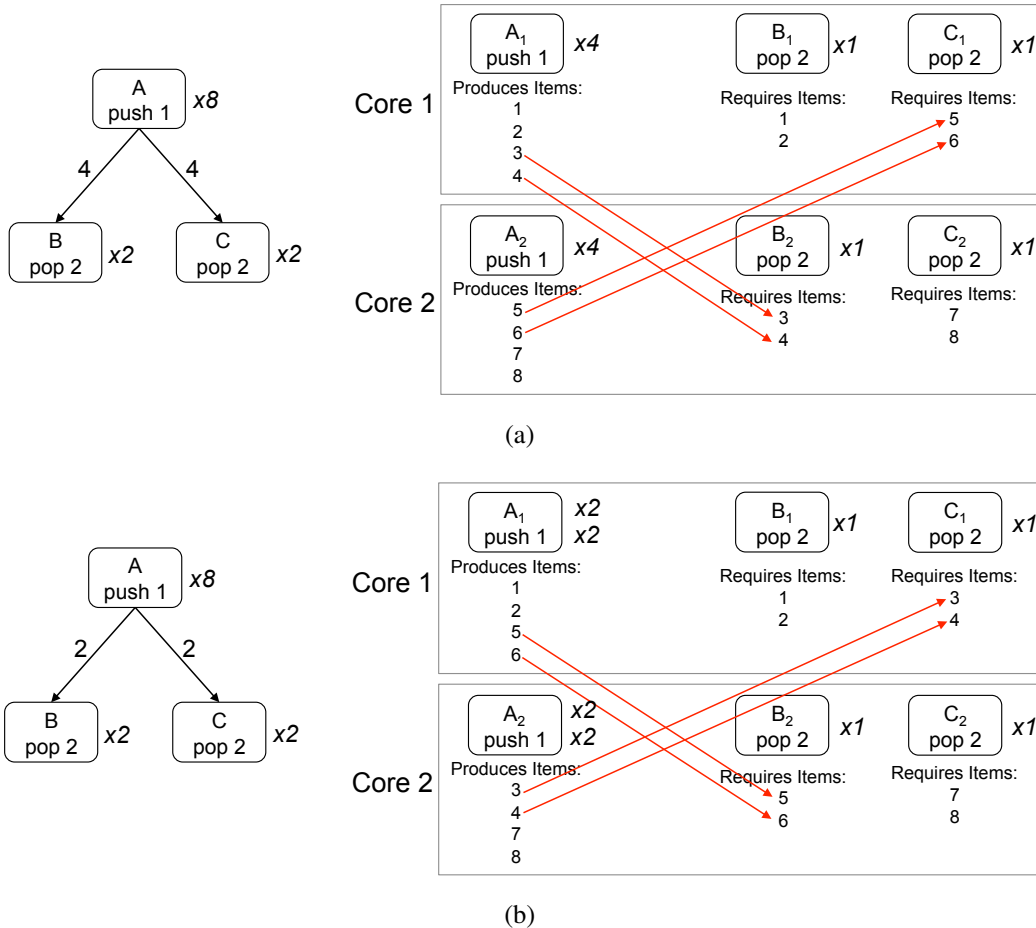 A
push 1
x8
4
4
B
pop 2
x2
C
pop 2
x2
Core 1
A1
push 1
x4
Produces Items:
1
2
3
4
B1
pop 2
x1
Requires Items:
1
2
C1
pop 2
x1
Requires Items:
5
6
Core 2
A2
push 1
x4
Produces Items:
5
6
7
8
B2
pop 2
x1
Requires Items:
3
4
C2
pop 2
x1
Requires Items:
7
8
(a)
A
push 1
x8
2
2
B
pop 2
x2
C
pop 2
x2
Core 1
A1
push 1
x2
x2
Produces Items:
1
2
5
6
B1
pop 2
x1
Requires Items:
1
2
C1
pop 2
x1
Requires Items:
3
4
Core 2
A2
push 1
x2
x2
Produces Items:
3
4
7
8
B2
pop 2
x1
Requires Items:
5
6
C2
pop 2
x1
Requires Items:
7
8
(b)